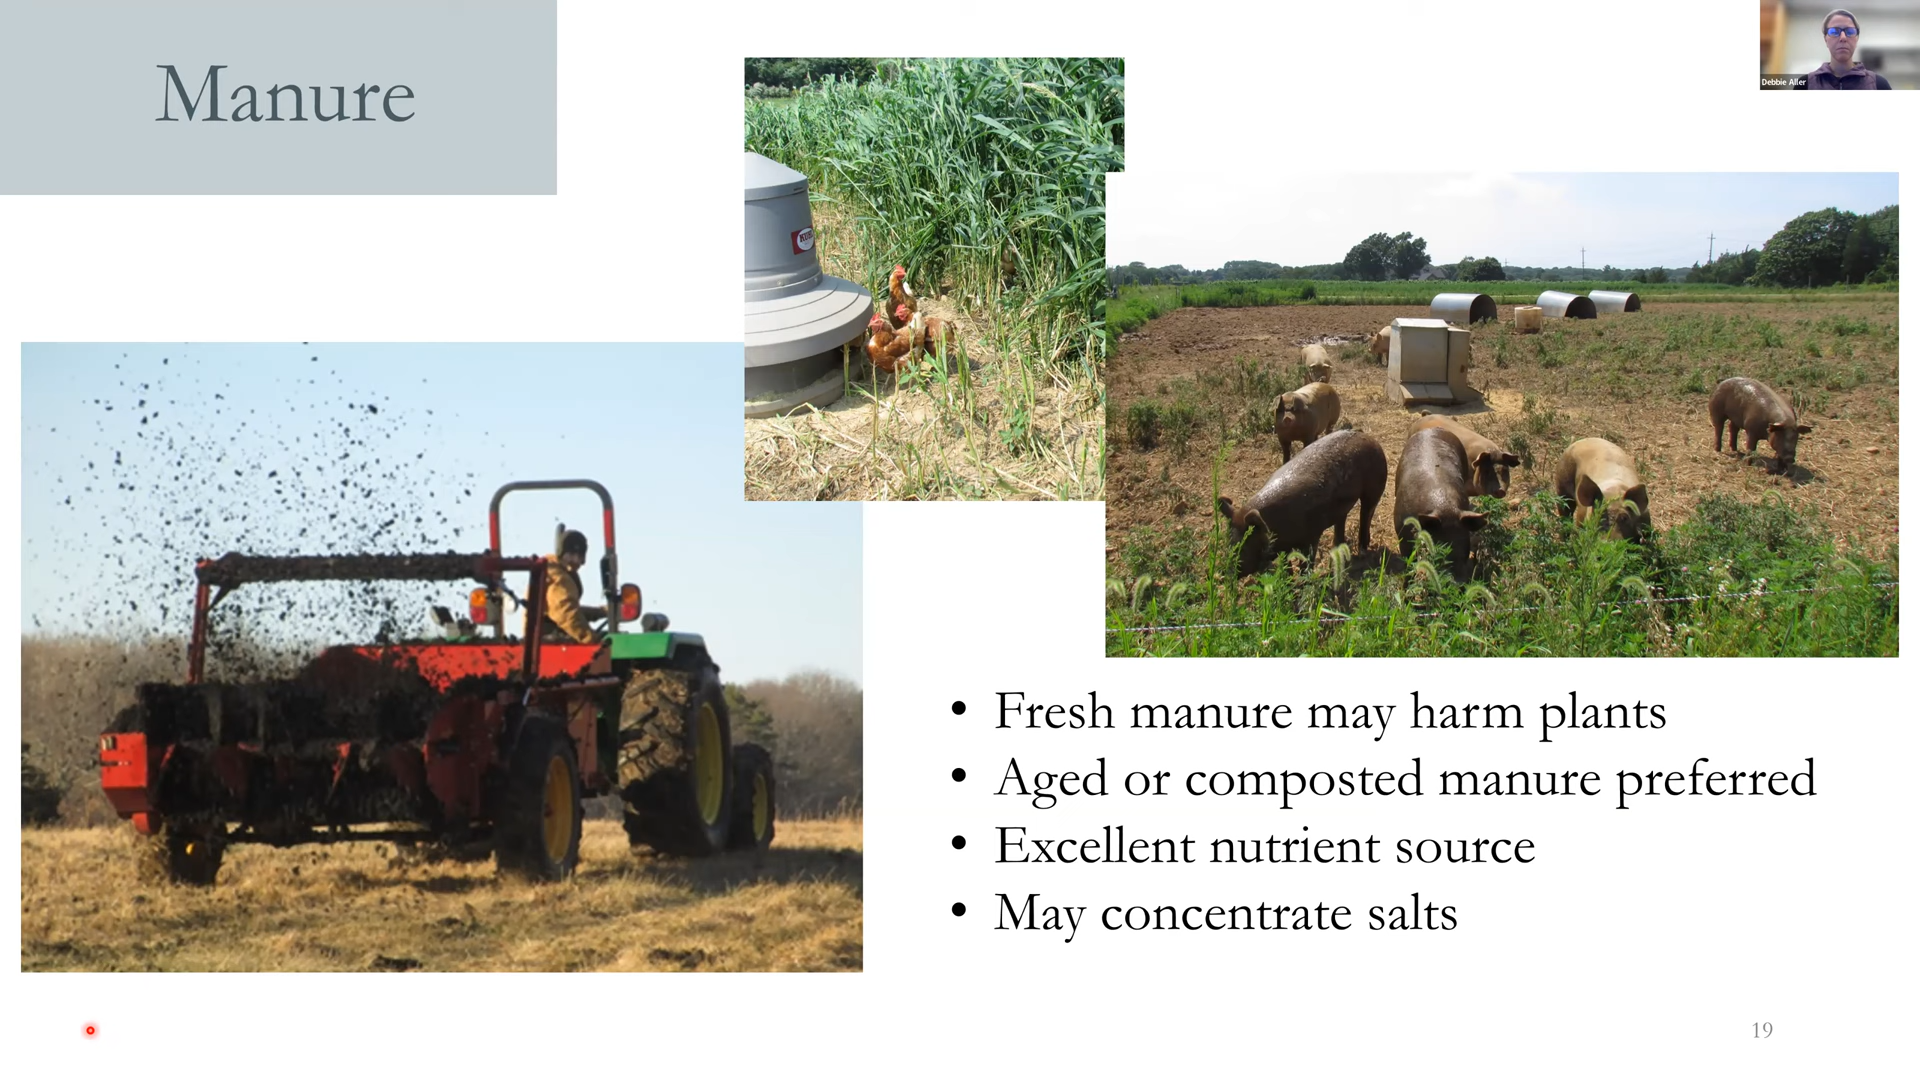 Manure
Debbie Aller
• Fresh manure may harm plants
• Aged or composted manure preferred
• Excellent nutrient source
• May concentrate salts
19